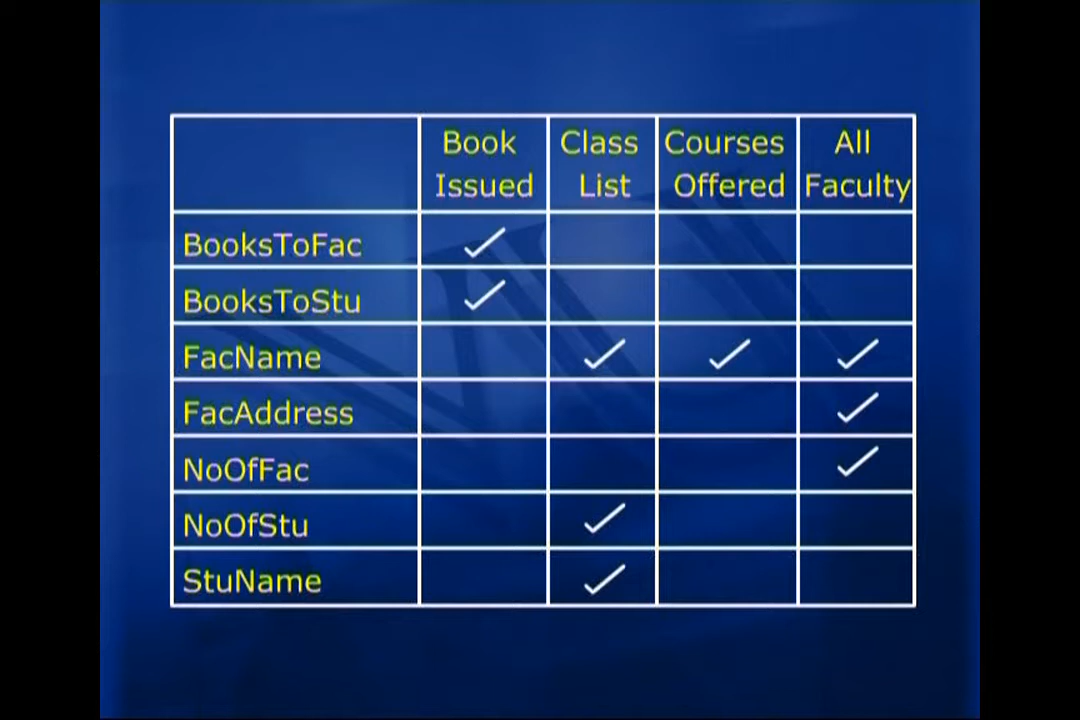 Book Issued
Class List
Courses Offered
All Faculty
BooksToFac ✓
BooksToStu ✓
FacName ✓ ✓ ✓
FacAddress ✓
NoOfFac ✓
NoOfStu ✓
StuName ✓